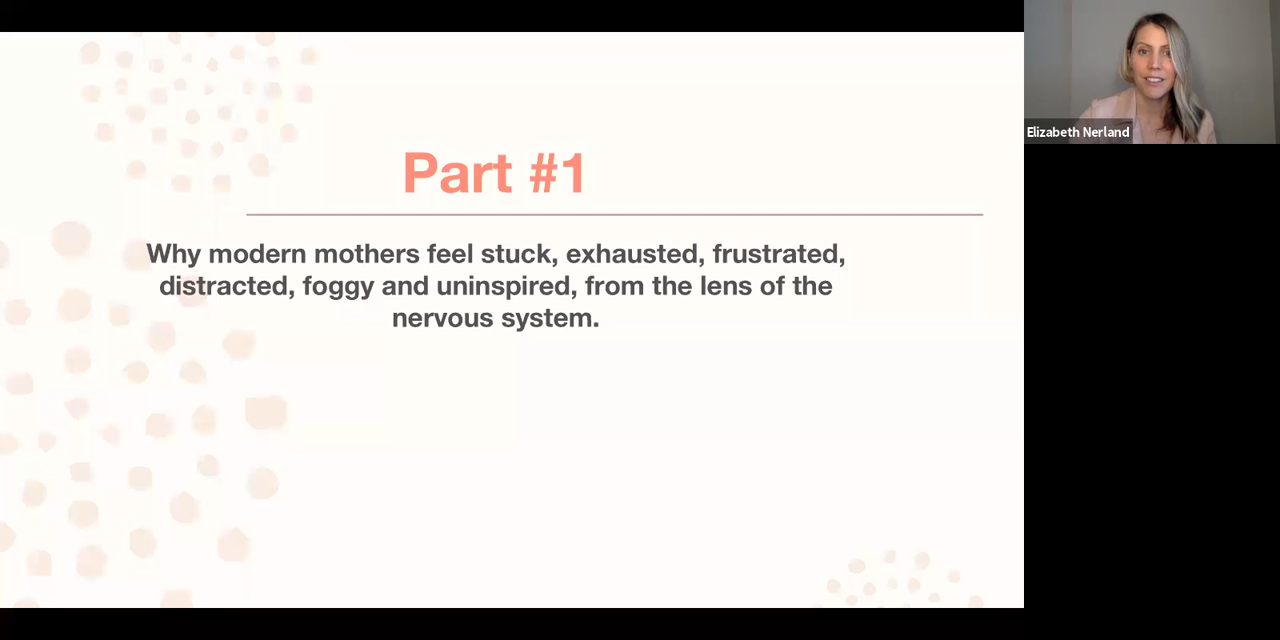 Part #1
Why modern mothers feel stuck, exhausted, frustrated,
distracted, foggy and uninspired, from the lens of the
nervous system.
Elizabeth Nerland